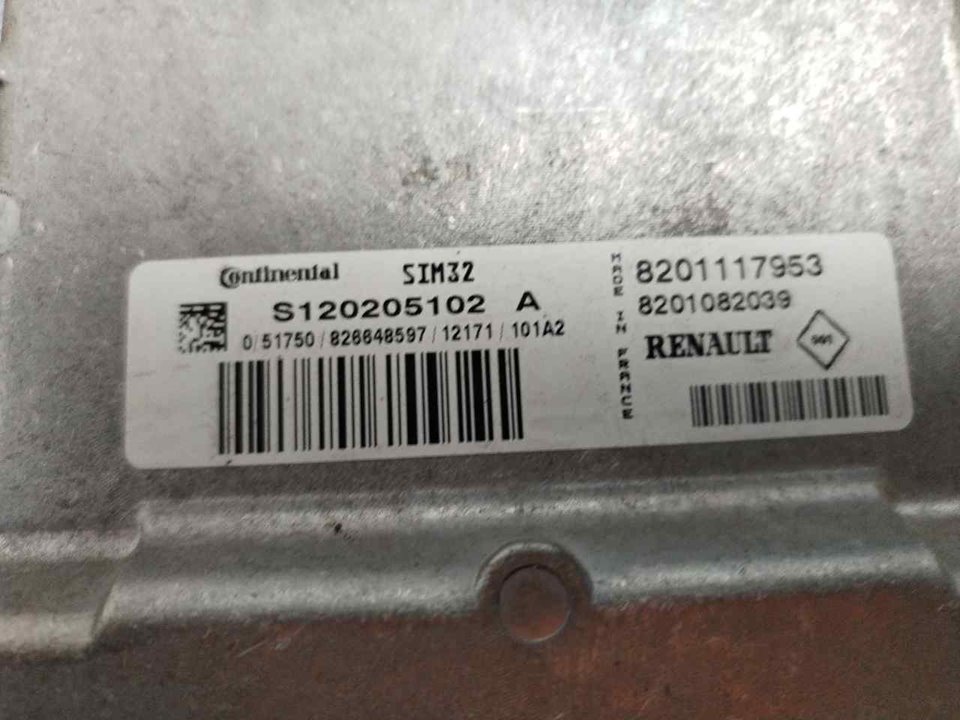 Continental SIM32
S120205102 A
0/51750/826648597/12171/101A2
MADE IN FRANCE
8201117953
8201082039
RENAULT